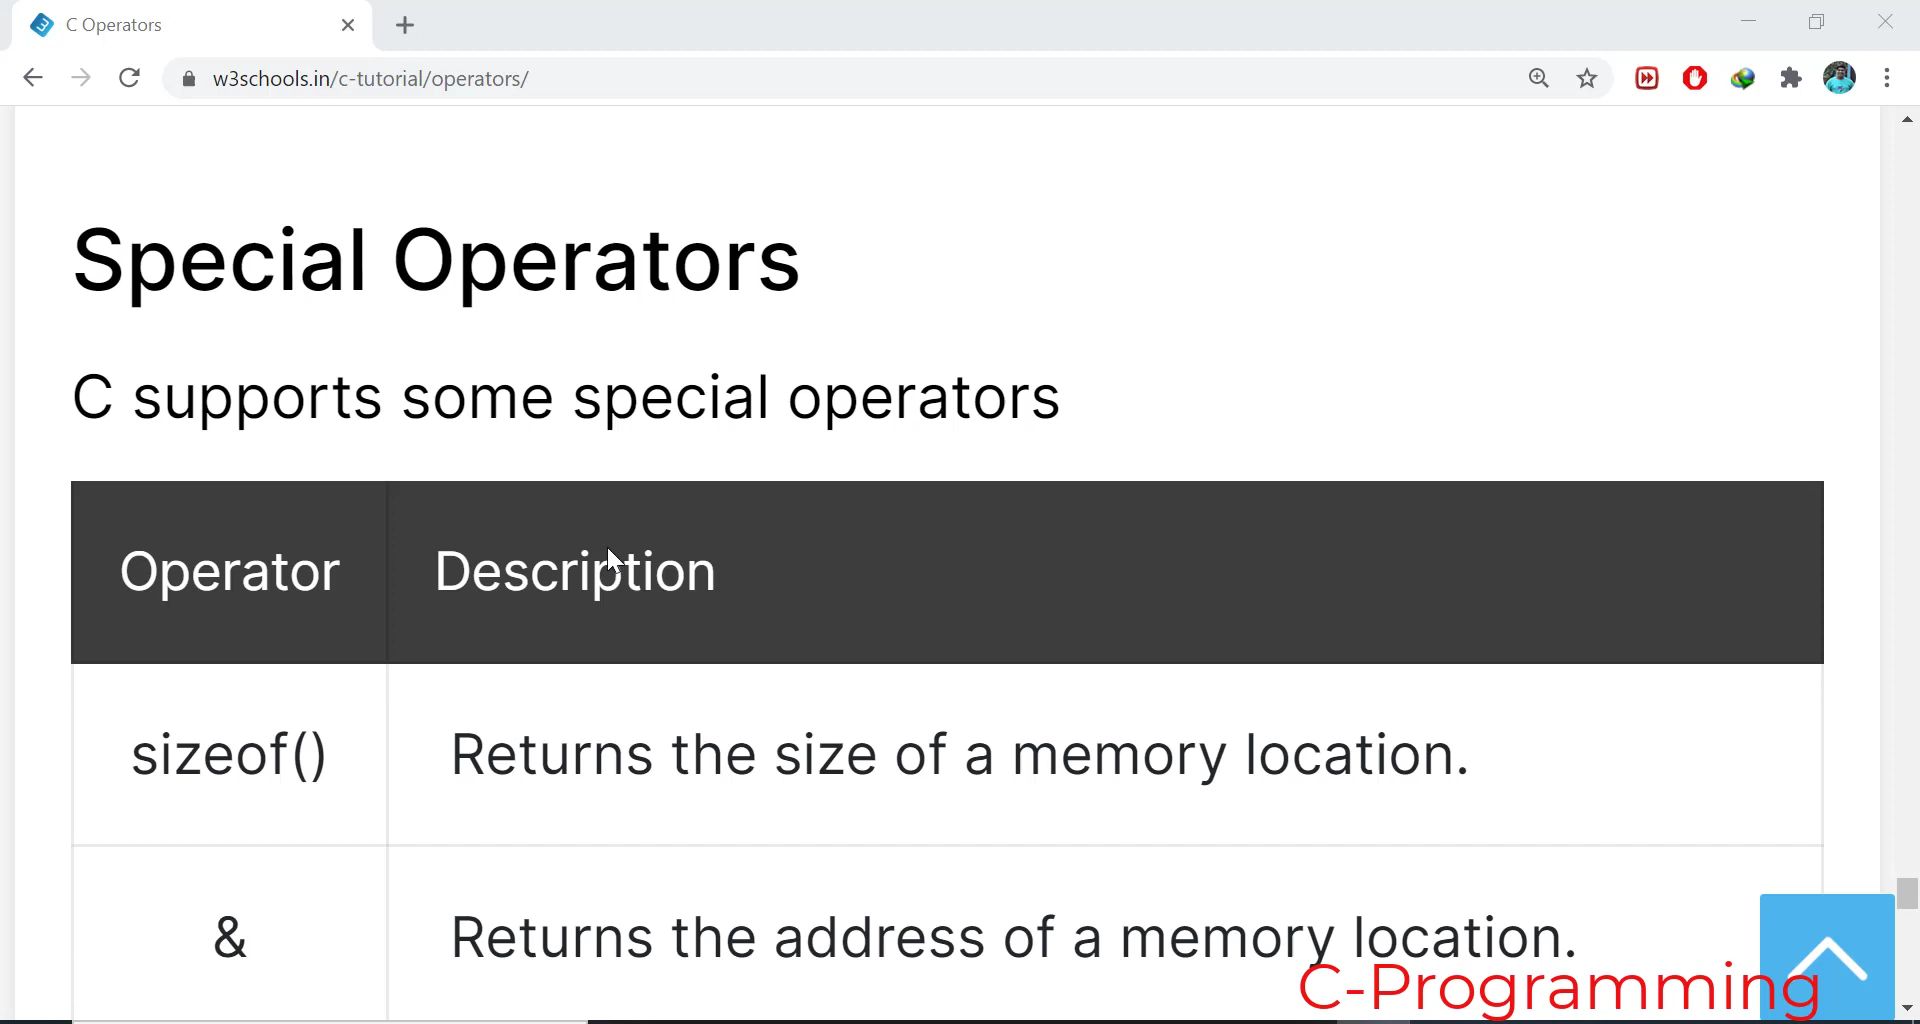 C Operators
w3schools.in/c-tutorial/operators/
Special Operators
C supports some special operators
Operator Description
sizeof() Returns the size of a memory location.
& Returns the address of a memory location.
C-Programming